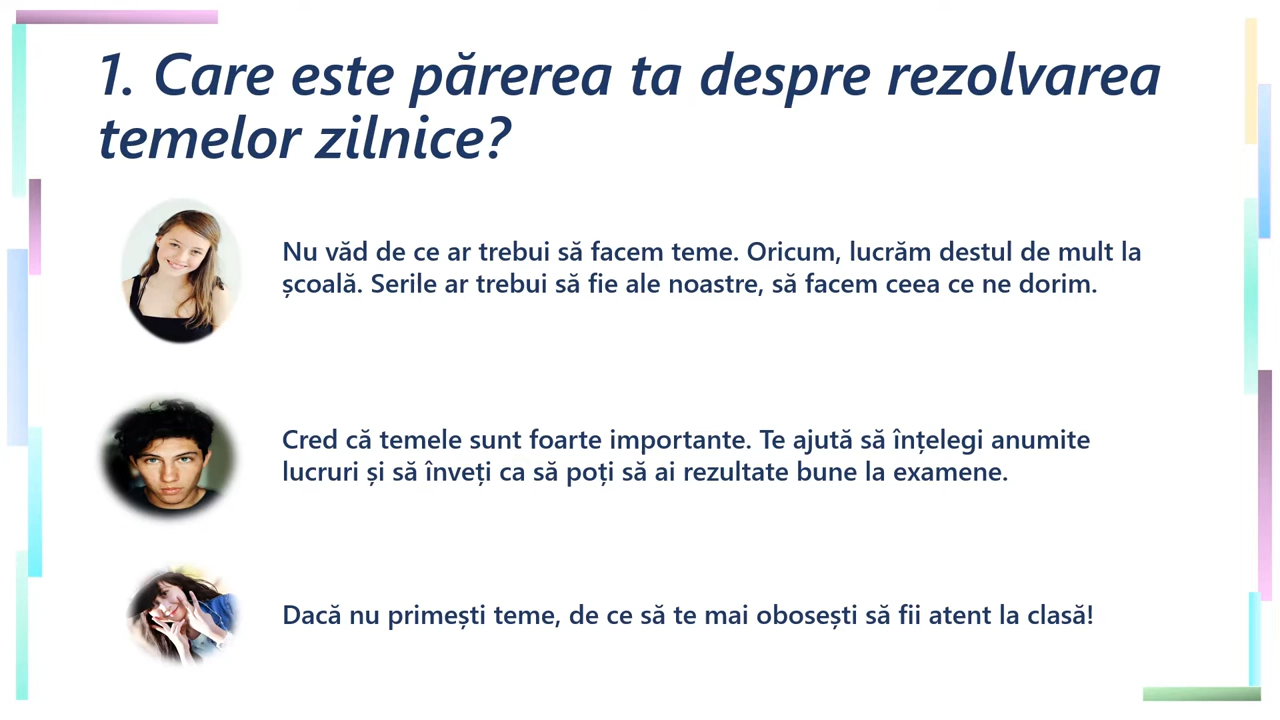 1. Care este părerea ta despre rezolvarea
temelor zilnice?
Nu văd de ce ar trebui să facem teme. Oricum, lucrăm destul de mult la
școală. Serile ar trebui să fie ale noastre, să facem ceea ce ne dorim.
Cred că temele sunt foarte importante. Te ajută să înțelegi anumite
lucruri și să înveți ca să poți să ai rezultate bune la examene.
Dacă nu primești teme, de ce să te mai obosești să fii atent la clasă!